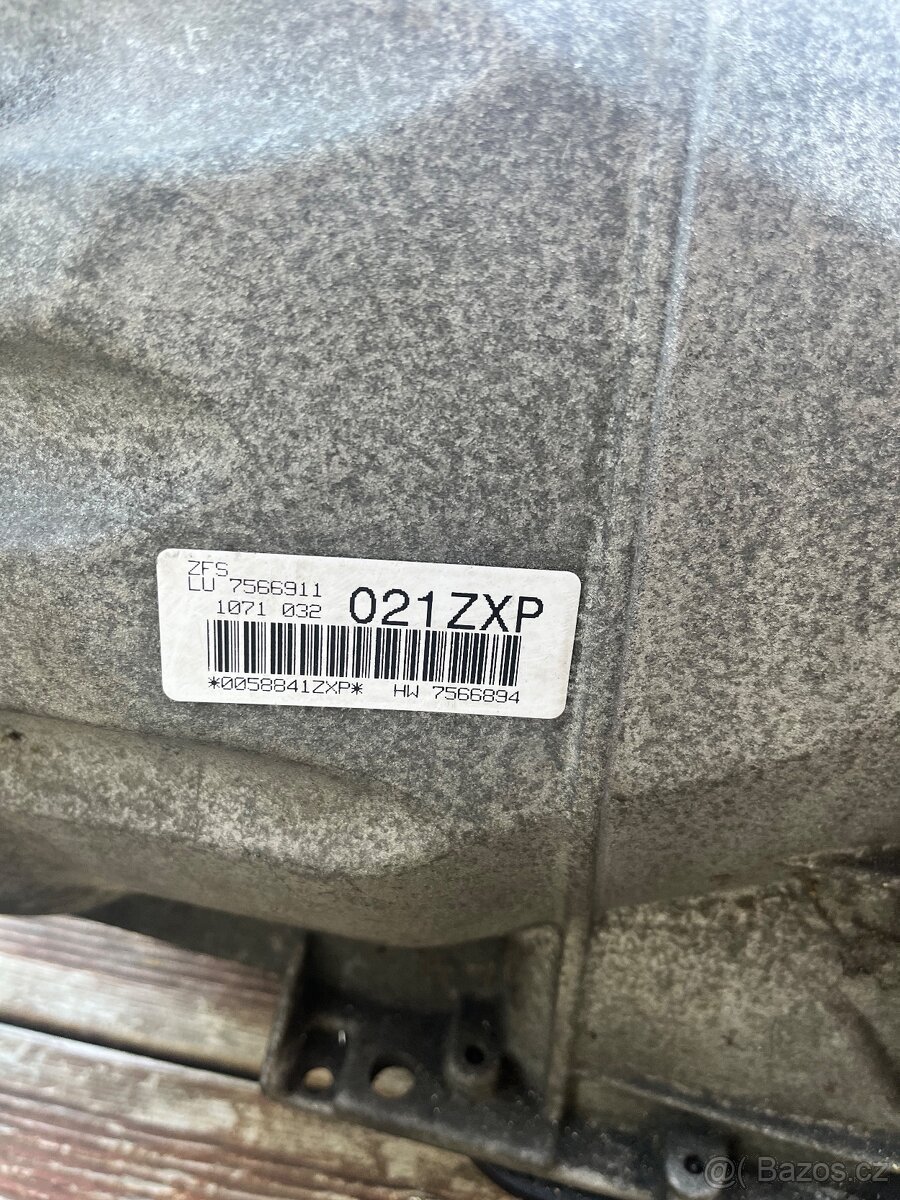 ZFS
LU 7566911
1071 032 021ZXP
*0058841ZXP* HW 7566894
@( Bazos.cz